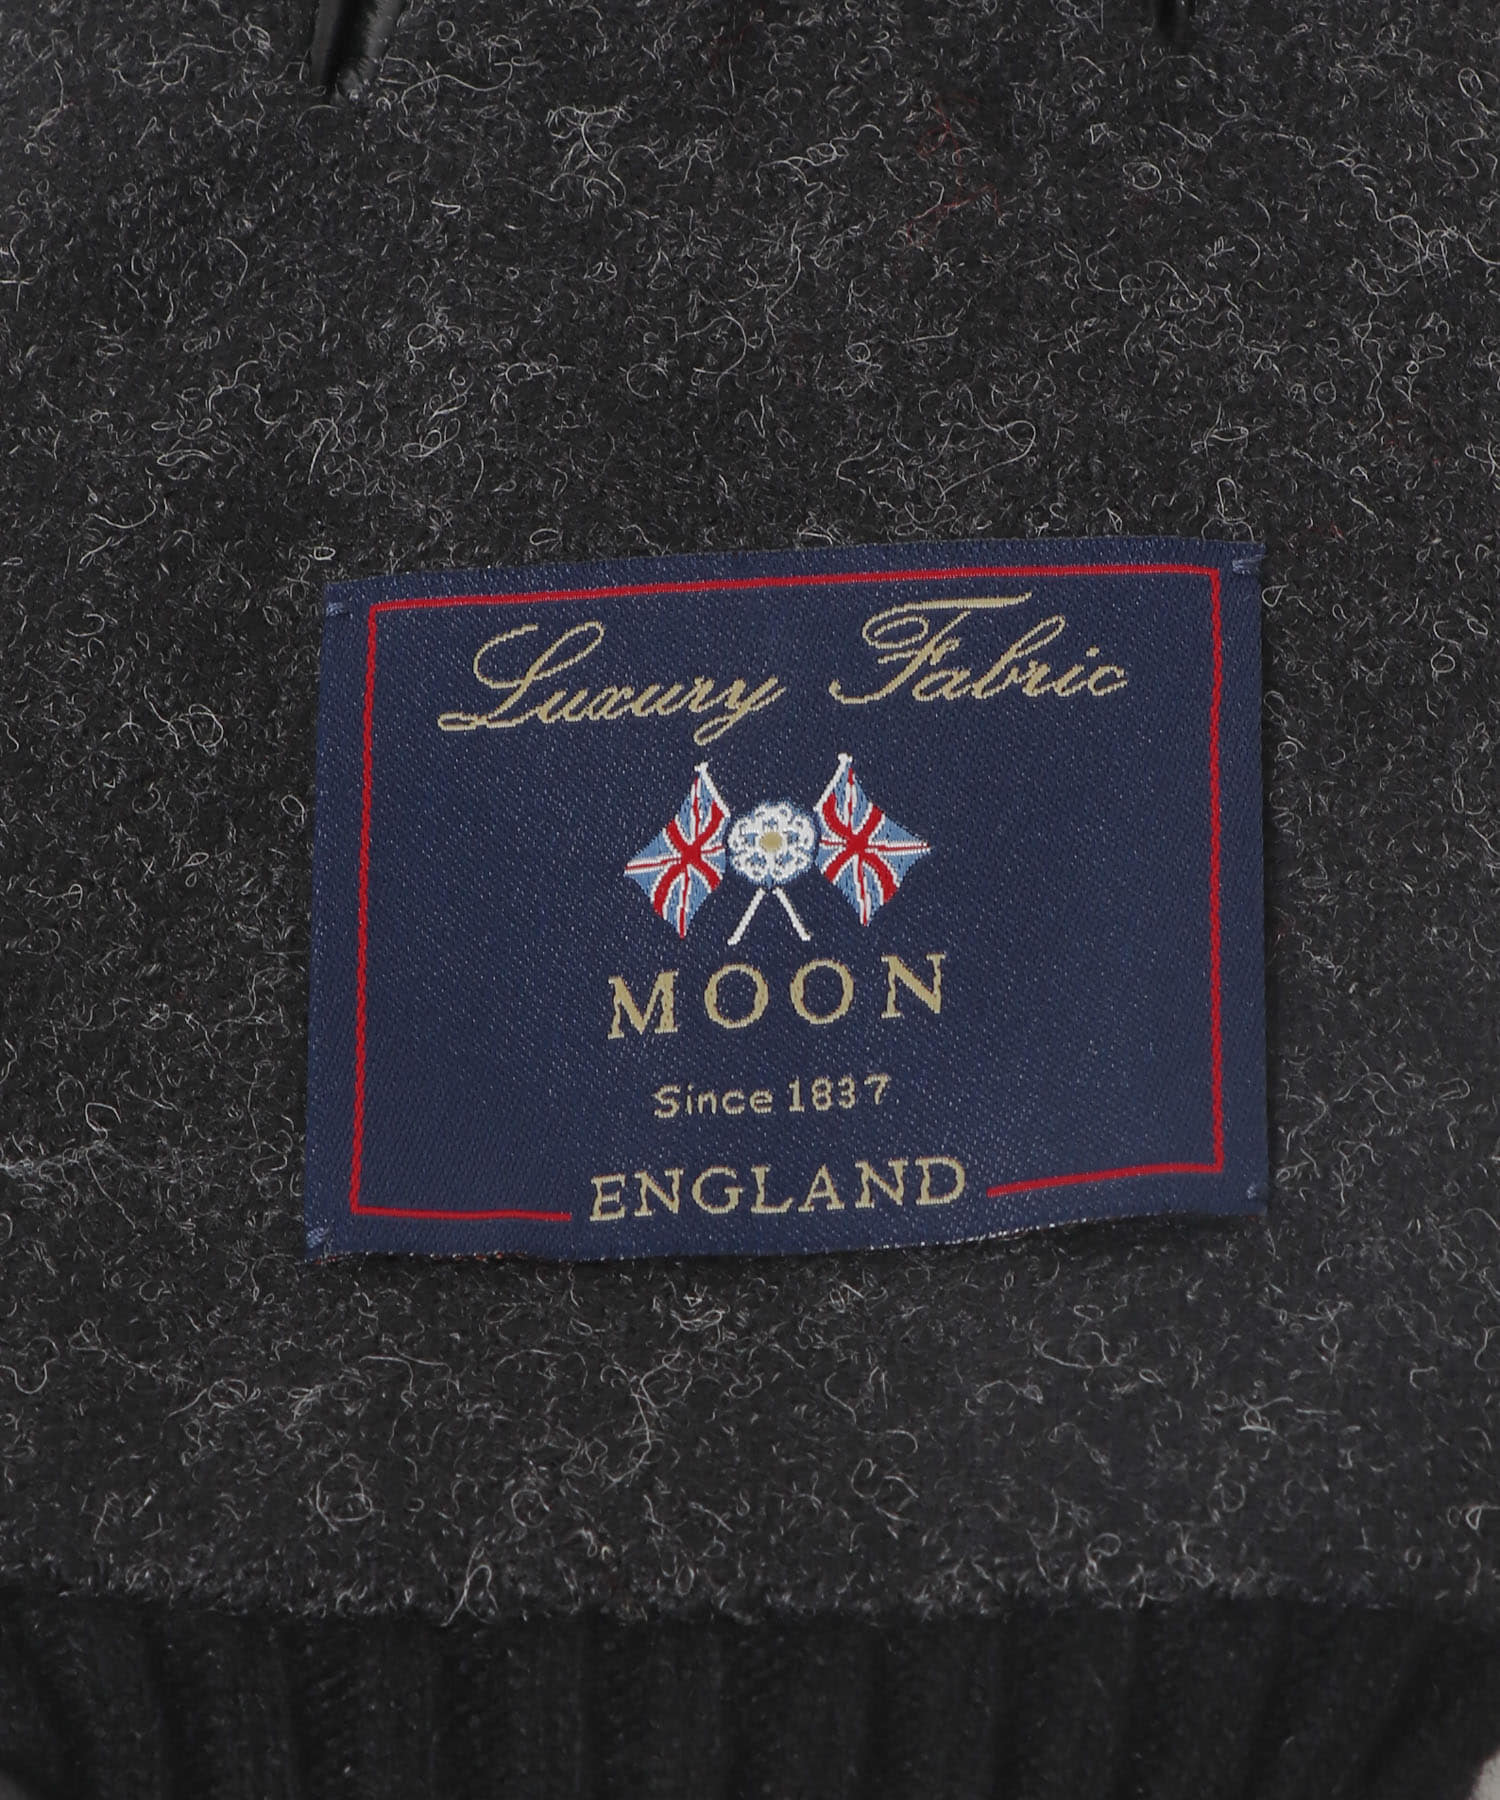 Luxury Fabric
MOON
Since 1837
ENGLAND